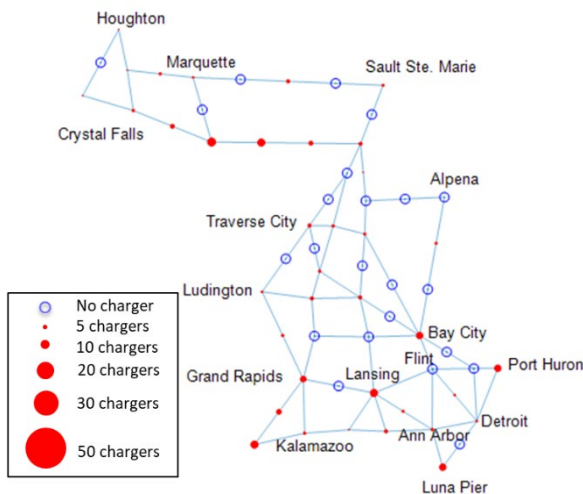 Houghton
Marquette
Sault Ste. Marie
Crystal Falls
Alpena
Traverse City
Ludington
No charger
5 chargers
10 chargers
20 chargers
30 chargers
50 chargers
Bay City
Flint
Port Huron
Grand Rapids
Lansing
Detroit
Kalamazoo
Ann Arbor
Luna Pier